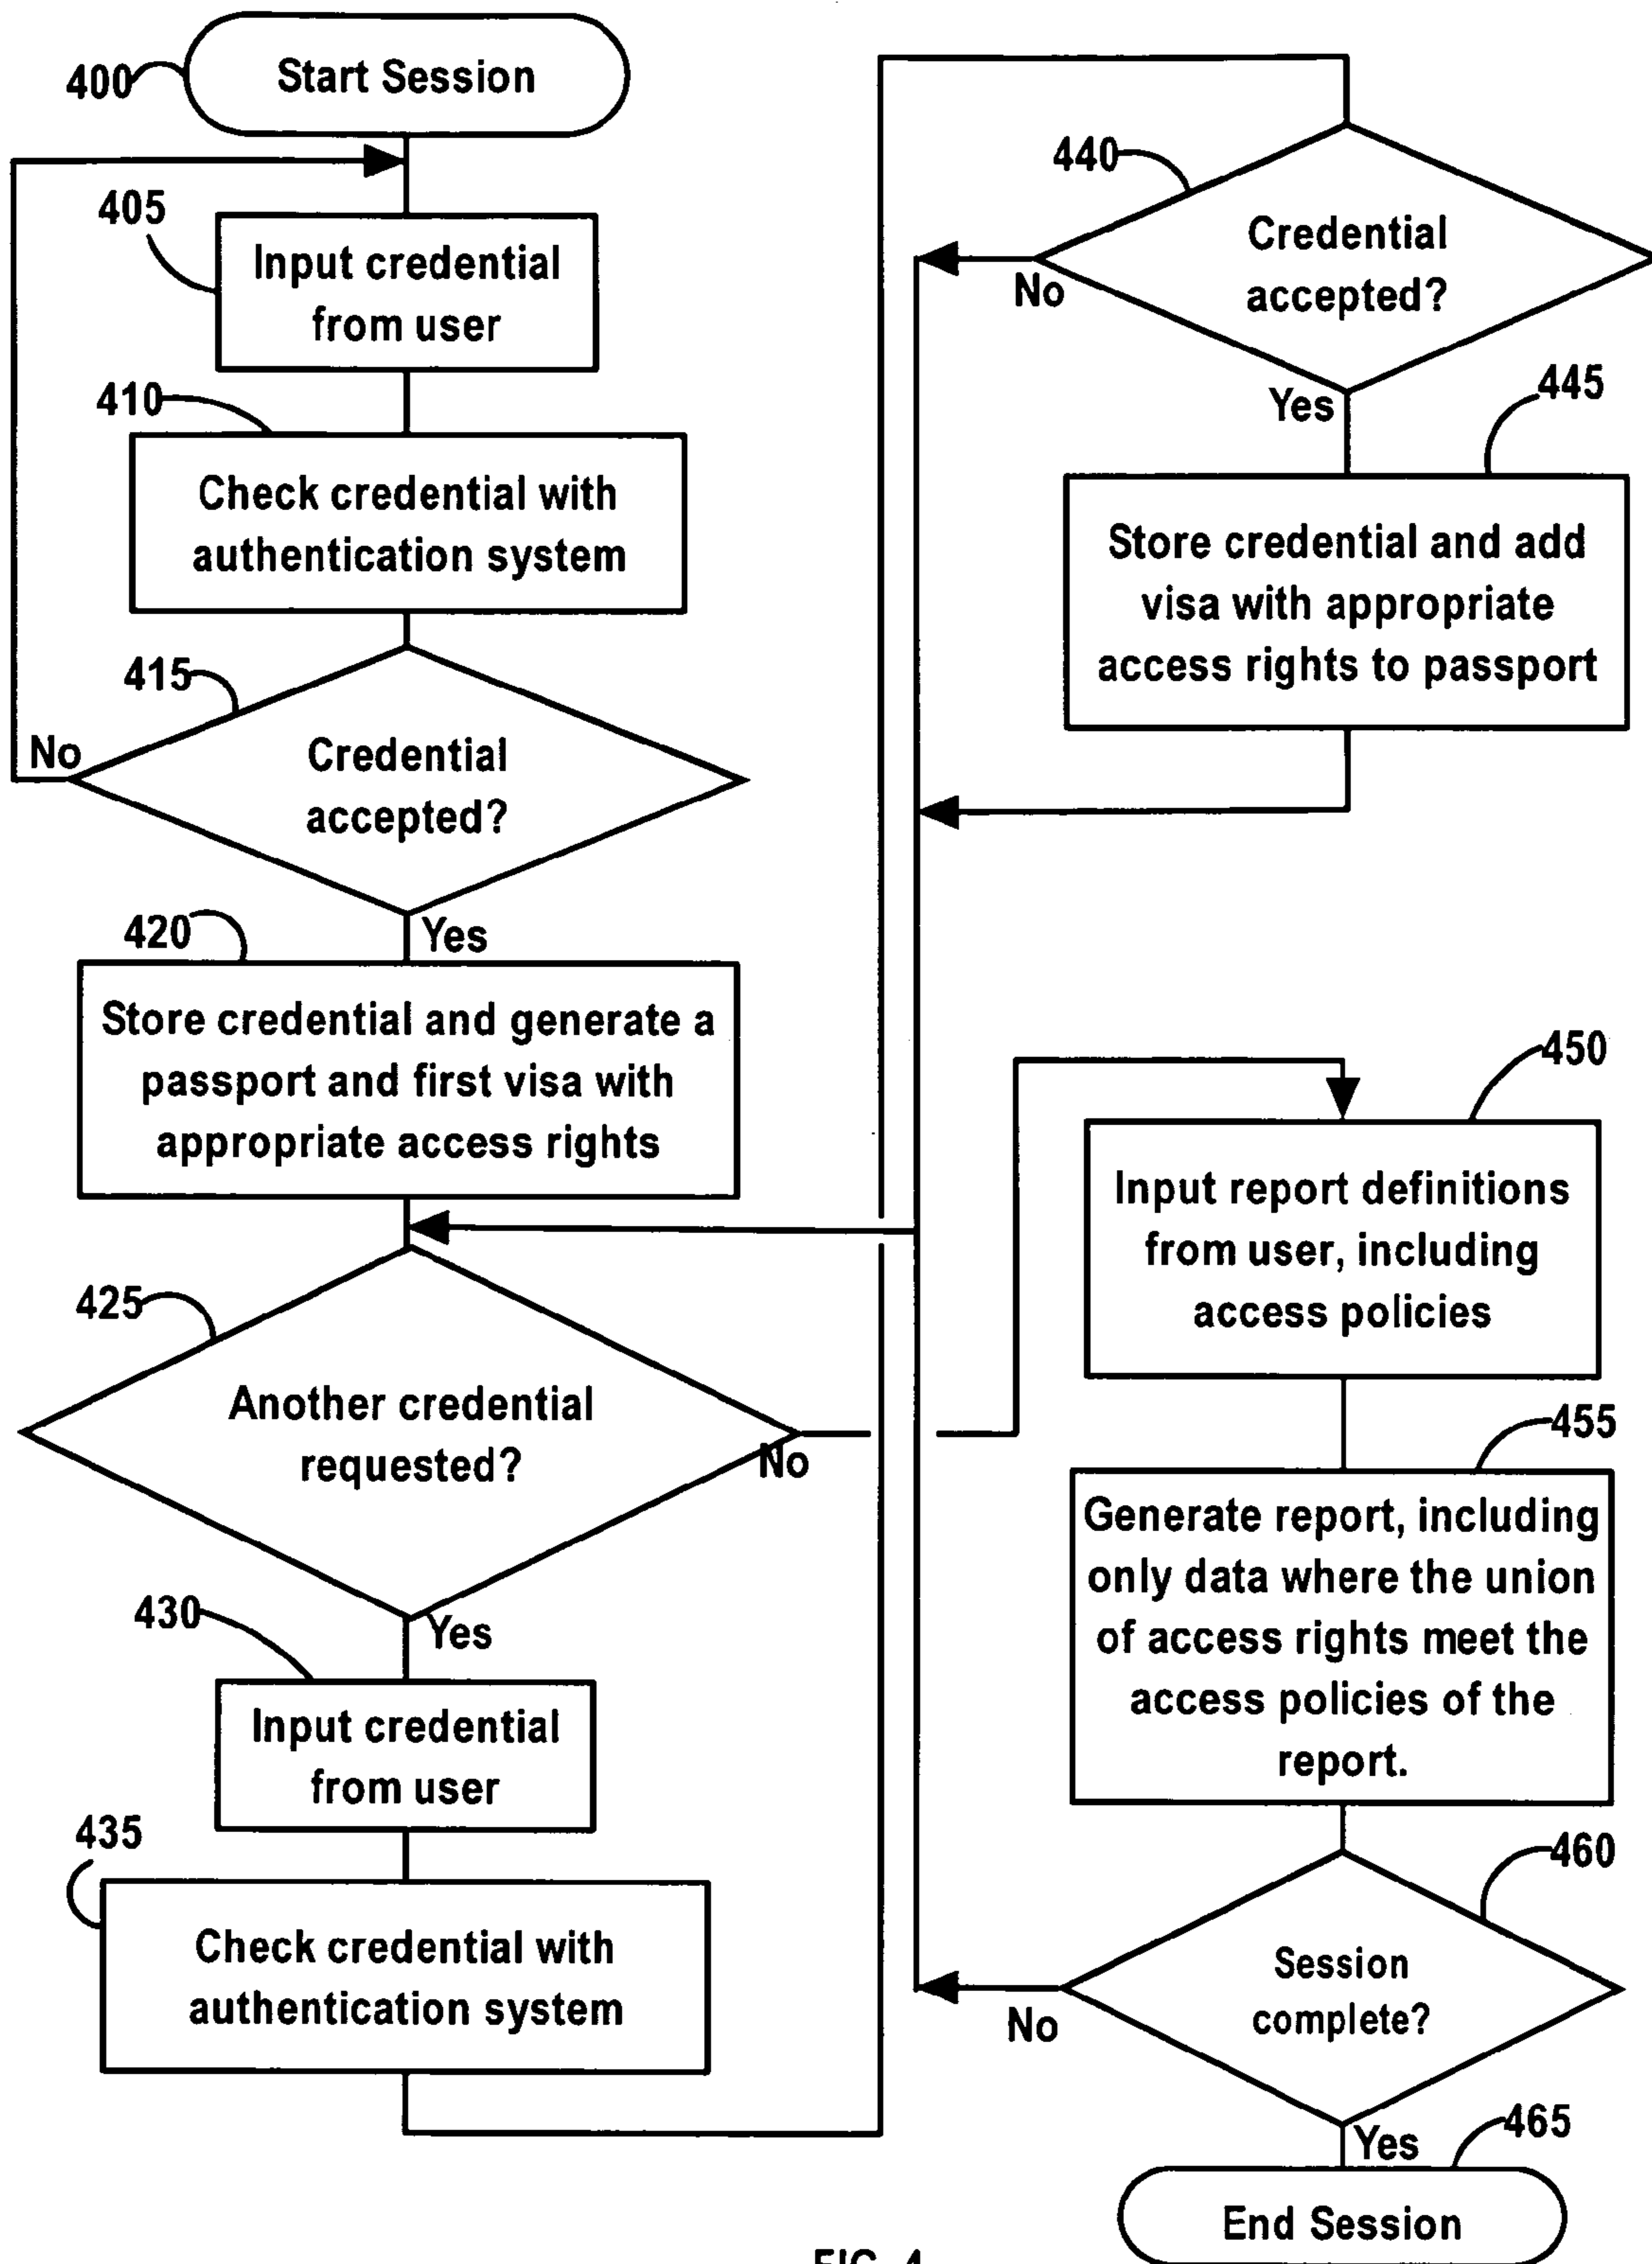 400
Start Session
405
Input credential
from user
410
Check credential with
authentication system
415
Credential
accepted?
No
Yes
420
Store credential and generate a
passport and first visa with
appropriate access rights
425
Another credential
requested?
No
Yes
430
Input credential
from user
435
Check credential with
authentication system
440
Credential
accepted?
No
Yes
445
Store credential and add
visa with appropriate
access rights to passport
450
Input report definitions
from user, including
access policies
455
Generate report, including
only data where the union
of access rights meet the
access policies of the
report.
460
Session
complete?
No
Yes
465
End Session
FIG. 4